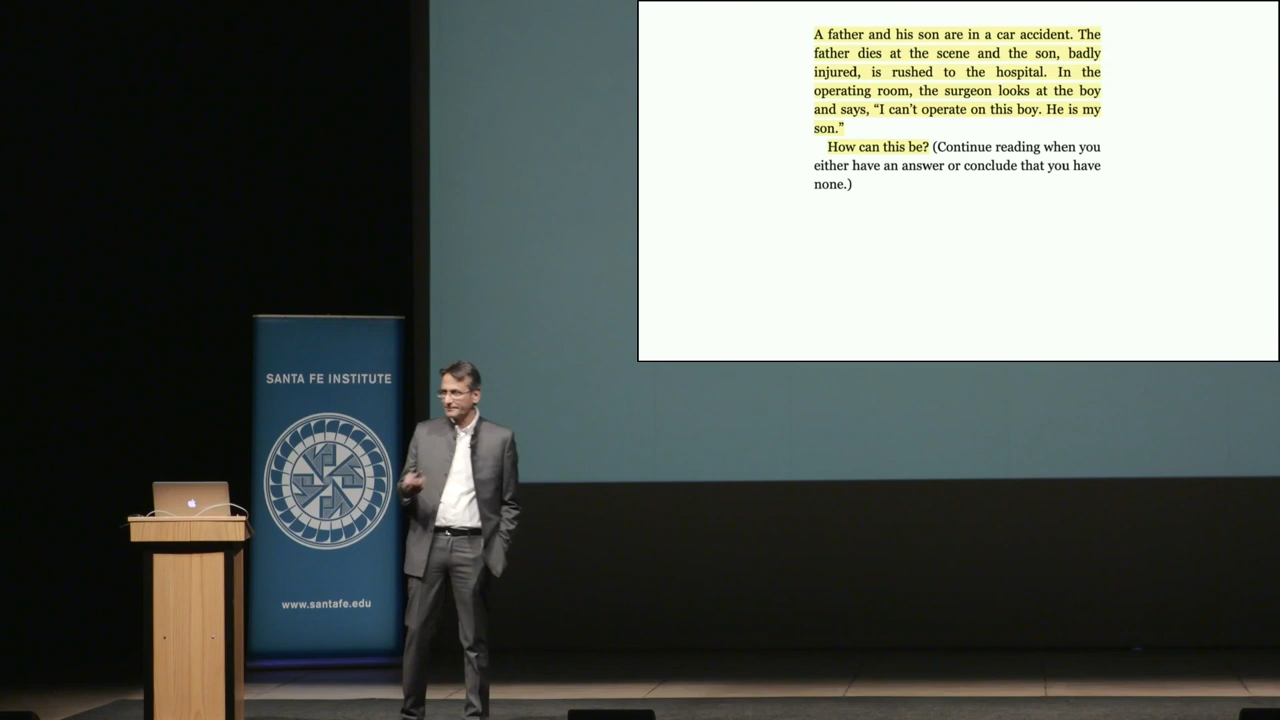 A father and his son are in a car accident. The
father dies at the scene and the son, badly
injured, is rushed to the hospital. In the
operating room, the surgeon looks at the boy
and says, “I can’t operate on this boy. He is my
son.”
How can this be? (Continue reading when you
either have an answer or conclude that you have
none.)
SANTA FE INSTITUTE
www.santafe.edu